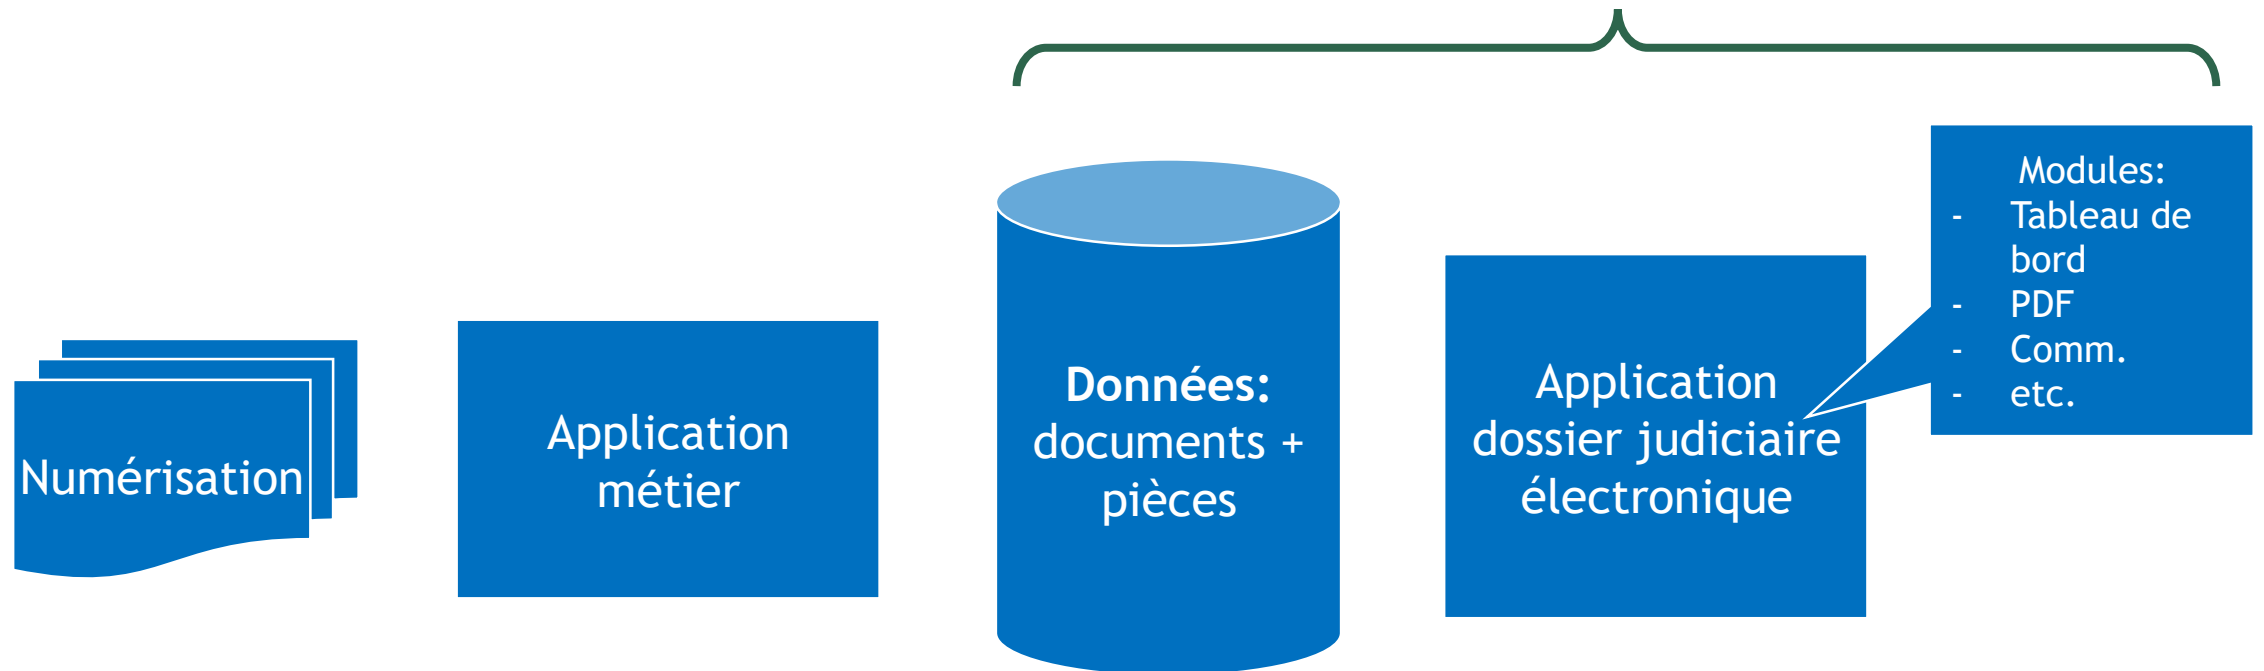 Numérisation
Application
métier
Données:
documents +
pièces
Application
dossier judiciaire
électronique
Modules:
- Tableau de
bord
- PDF
- Comm.
- etc.